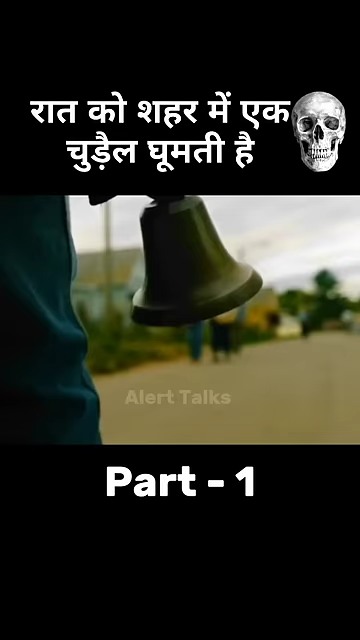 रात को शहर में एक
चुड़ैल घूमती है
Alert Talks
Part - 1